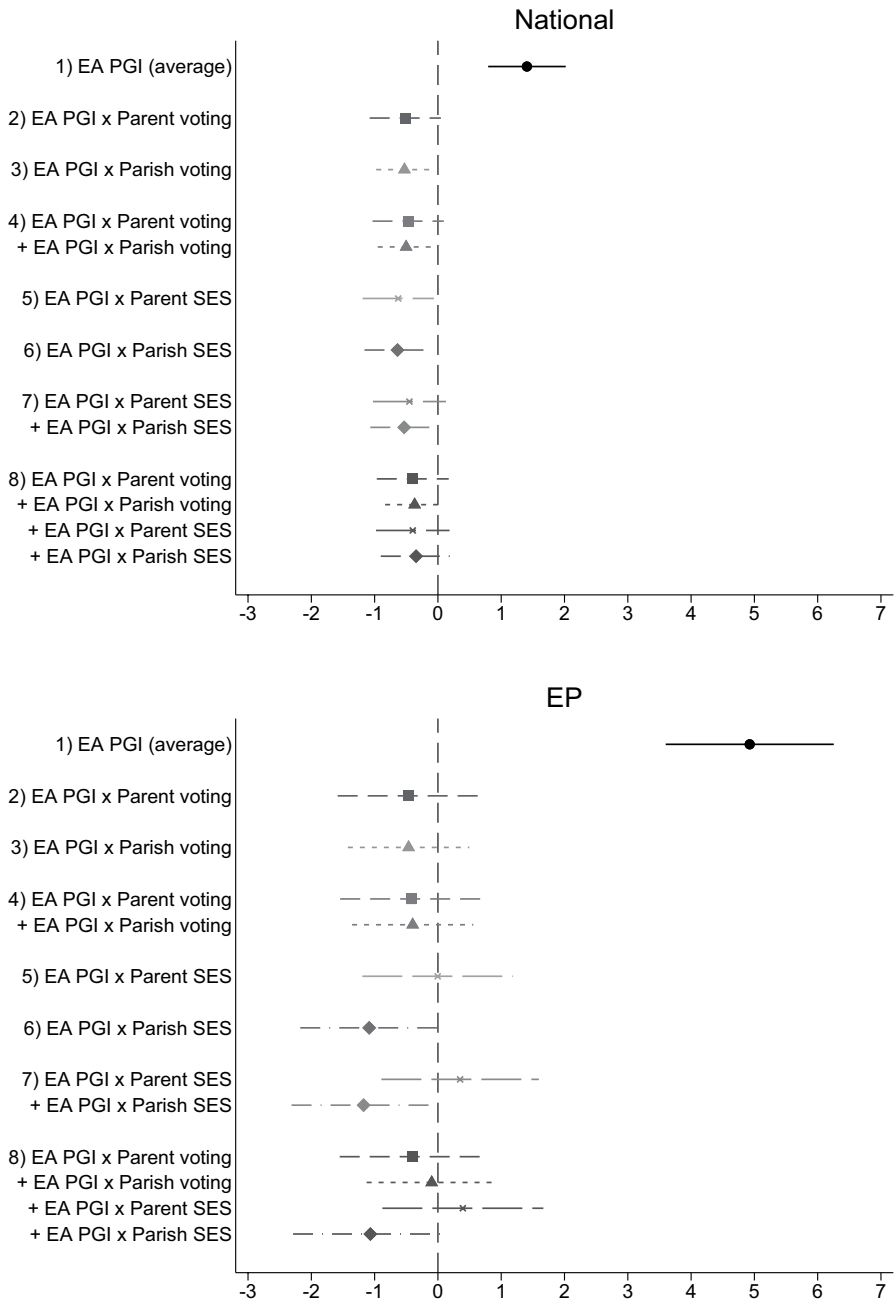 National
1) EA PGI (average)
2) EA PGI x Parent voting
3) EA PGI x Parish voting
4) EA PGI x Parent voting
+ EA PGI x Parish voting
5) EA PGI x Parent SES
6) EA PGI x Parish SES
7) EA PGI x Parent SES
+ EA PGI x Parish SES
8) EA PGI x Parent voting
+ EA PGI x Parish voting
+ EA PGI x Parent SES
+ EA PGI x Parish SES
-3 -2 -1 0 1 2 3 4 5 6 7
EP
1) EA PGI (average)
2) EA PGI x Parent voting
3) EA PGI x Parish voting
4) EA PGI x Parent voting
+ EA PGI x Parish voting
5) EA PGI x Parent SES
6) EA PGI x Parish SES
7) EA PGI x Parent SES
+ EA PGI x Parish SES
8) EA PGI x Parent voting
+ EA PGI x Parish voting
+ EA PGI x Parent SES
+ EA PGI x Parish SES
-3 -2 -1 0 1 2 3 4 5 6 7